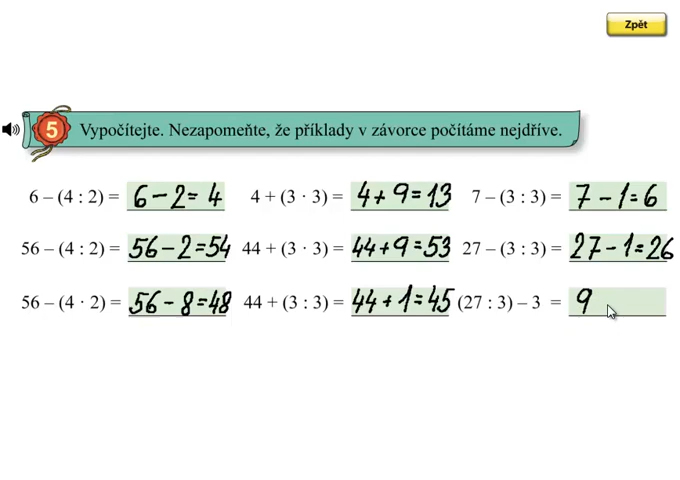 Zpět
5 Vypočítejte. Nezapomeňte, že příklady v závorce počítáme nejdříve.
6 – (4 : 2) = 6 – 2 = 4 4 + (3 · 3) = 4 + 9 = 13 7 – (3 : 3) = 7 – 1 = 6
56 – (4 : 2) = 56 – 2 = 54 44 + (3 · 3) = 44 + 9 = 53 27 – (3 : 3) = 27 – 1 = 26
56 – (4 · 2) = 56 – 8 = 48 44 + (3 : 3) = 44 + 1 = 45 (27 : 3) – 3 = 9